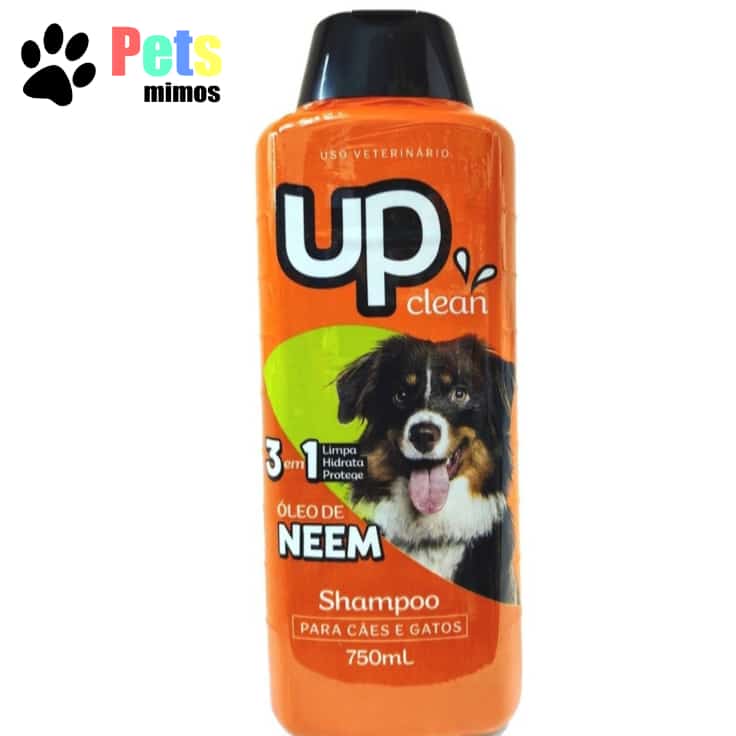 Pets
mimos
USO VETERINÁRIO
up
clean
3 em 1
Limpa
Hidrata
Protege
ÓLEO DE
NEEM
Shampoo
PARA CÃES E GATOS
750mL